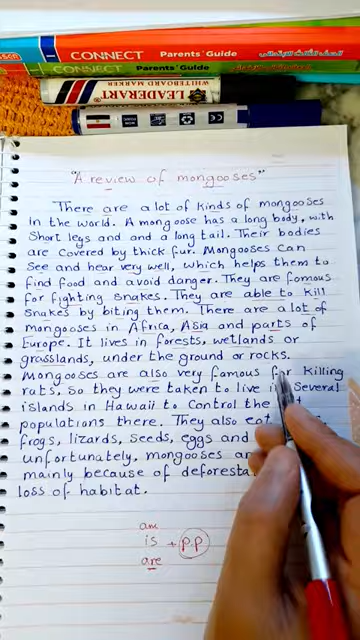 CONNECT Parents' Guide
CONNECT Parents' Guide
WHITEBOARD MARKER
LEADERART
"A review of mongooses"
There are a lot of kinds of mongooses
in the world. A mongoose has a long body, with
short legs and and a long tail. Their bodies
are covered by thick fur. Mongooses can
see and hear very well, which helps them to
find food and avoid danger. They are famous
for fighting snakes. They are able to kill
snakes by biting them. There are a lot of
mongooses in Africa, Asia and parts of
Europe. It lives in forests, wetlands or
grasslands, under the ground or rocks.
Mongooses are also very famous for killing
rats, so they were taken to live in several
islands in Hawaii to control the
populations there. They also eat
frogs, lizards, seeds, eggs and
unfortunately, mongooses
mainly because of
loss of habitat.
am
is + p.p
are